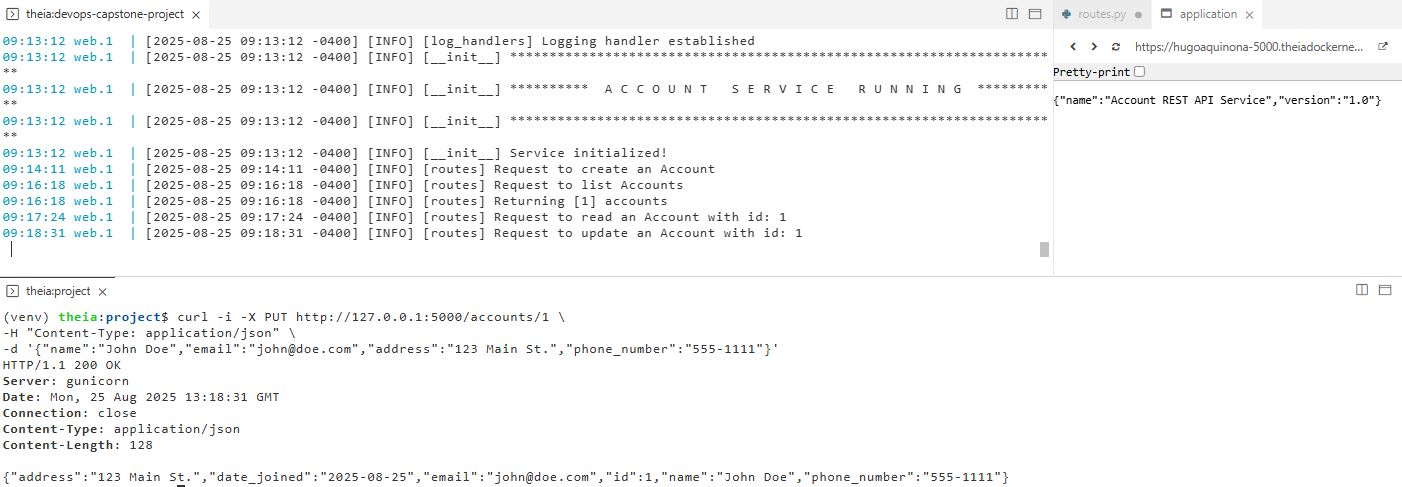 theia:devops-capstone-project
09:13:12 web.1 | [2025-08-25 09:13:12 -0400] [INFO] [log_handlers] Logging handler established
09:13:12 web.1 | [2025-08-25 09:13:12 -0400] [INFO] [__init__] ********************************************************************
**
09:13:12 web.1 | [2025-08-25 09:13:12 -0400] [INFO] [__init__] ********** A C C O U N T S E R V I C E R U N N I N G *********
**
09:13:12 web.1 | [2025-08-25 09:13:12 -0400] [INFO] [__init__] ********************************************************************
**
09:13:12 web.1 | [2025-08-25 09:13:12 -0400] [INFO] [__init__] Service initialized!
09:14:11 web.1 | [2025-08-25 09:14:11 -0400] [INFO] [routes] Request to create an Account
09:16:18 web.1 | [2025-08-25 09:16:18 -0400] [INFO] [routes] Request to list Accounts
09:16:18 web.1 | [2025-08-25 09:16:18 -0400] [INFO] [routes] Returning [1] accounts
09:17:24 web.1 | [2025-08-25 09:17:24 -0400] [INFO] [routes] Request to read an Account with id: 1
09:18:31 web.1 | [2025-08-25 09:18:31 -0400] [INFO] [routes] Request to update an Account with id: 1
routes.py
application
https://hugoaquinona-5000.theiadockerne...
Pretty-print
{"name":"Account REST API Service","version":"1.0"}
theia:project
(venv) theia:project$ curl -i -X PUT http://127.0.0.1:5000/accounts/1 \
-H "Content-Type: application/json" \
-d '{"name":"John Doe","email":"john@doe.com","address":"123 Main St.","phone_number":"555-1111"}'
HTTP/1.1 200 OK
Server: gunicorn
Date: Mon, 25 Aug 2025 13:18:31 GMT
Connection: close
Content-Type: application/json
Content-Length: 128
{"address":"123 Main St.","date_joined":"2025-08-25","email":"john@doe.com","id":1,"name":"John Doe","phone_number":"555-1111"}